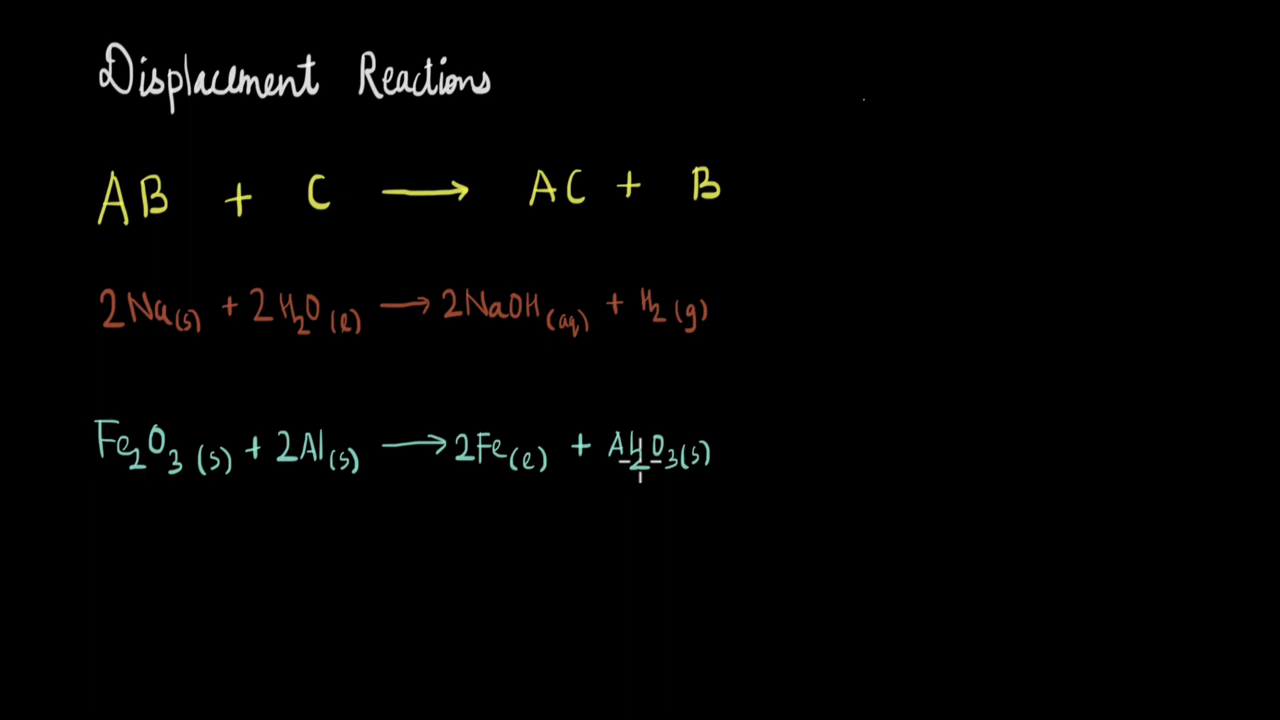 Displacement Reactions
AB + C ⟶ AC + B
2Na(s) + 2H₂O(l) ⟶ 2NaOH(aq) + H₂(g)
Fe₂O₃(s) + 2Al(s) ⟶ 2Fe(l) + Al₂O₃(s)